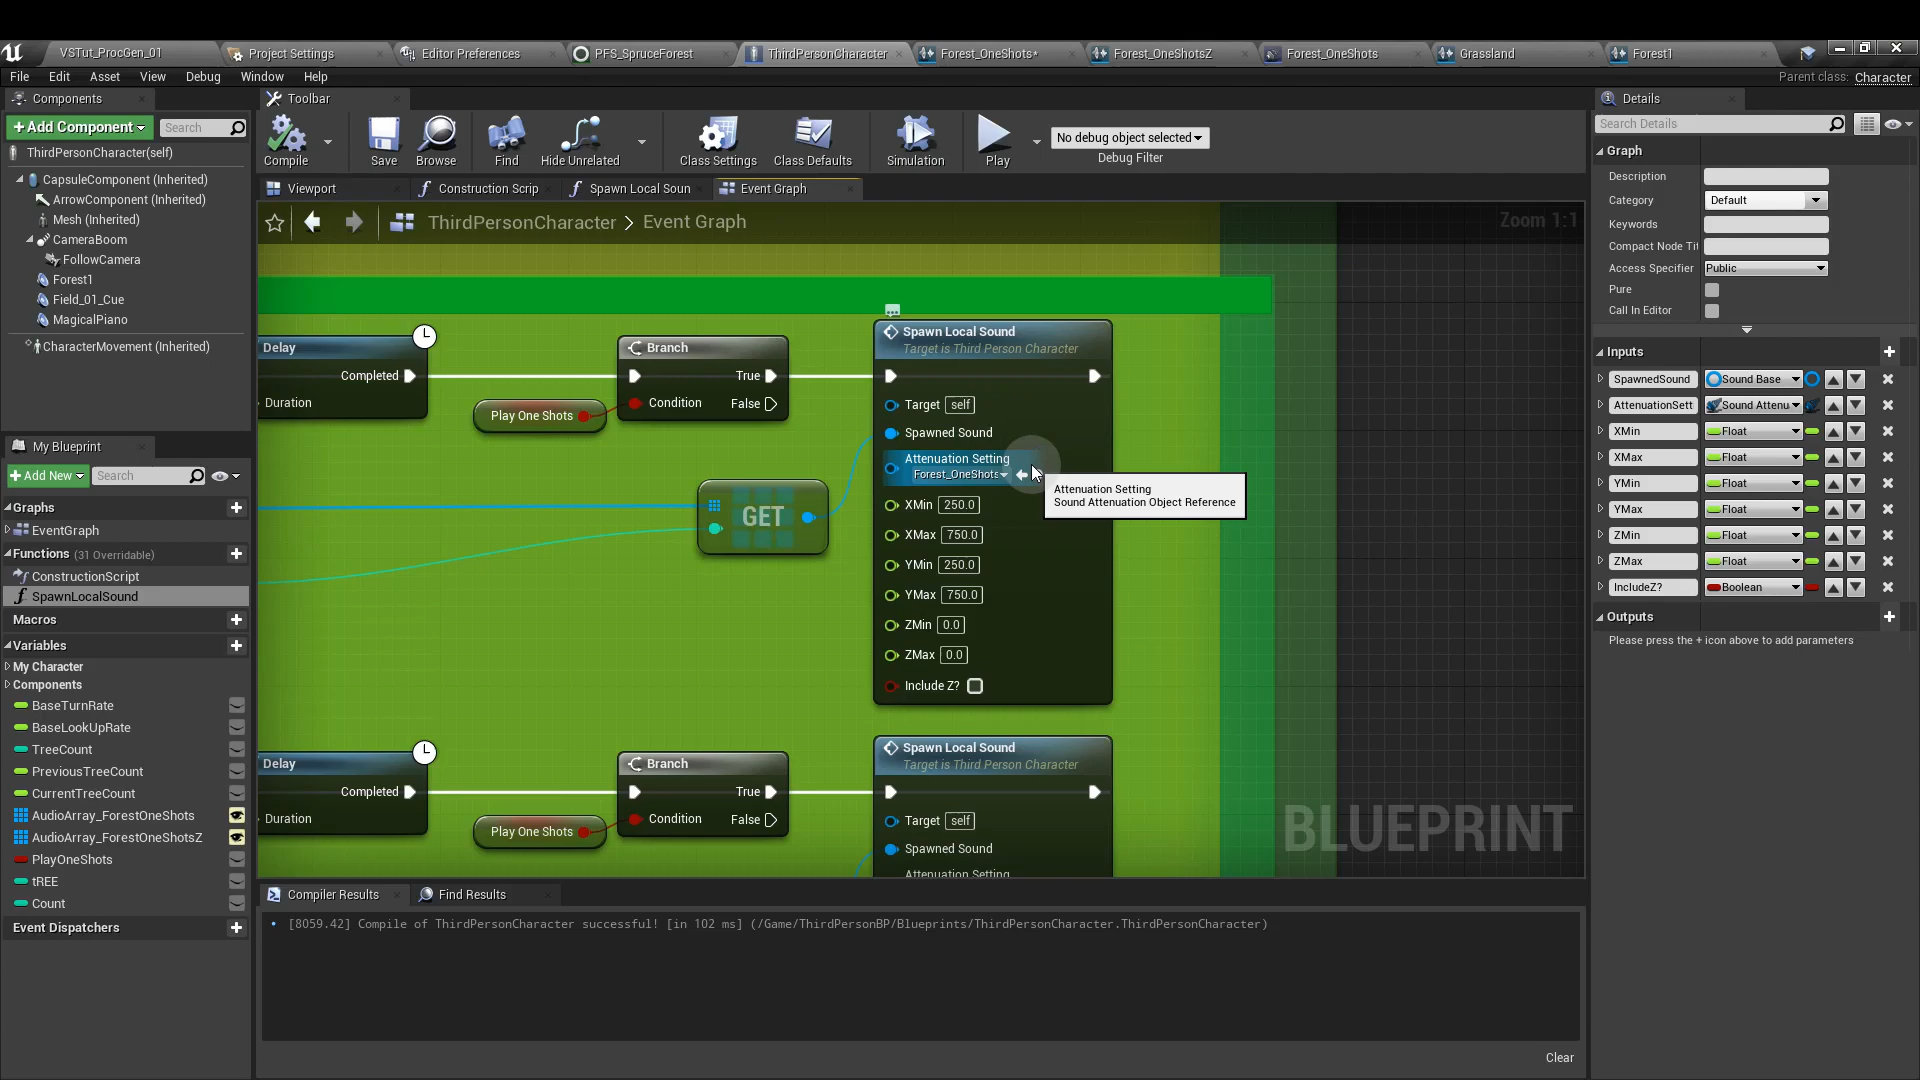 VSTut_ProcGen_01
Project Settings
Editor Preferences
PFS_SpruceForest
ThirdPersonCharacter
Forest_OneShots*
Forest_OneShotsZ
Forest_OneShots
Grassland
Forest1
File
Edit
Asset
View
Debug
Window
Help
Parent class: Character
Components
+Add Component
Search
ThirdPersonCharacter(self)
CapsuleComponent (Inherited)
ArrowComponent (Inherited)
Mesh (Inherited)
CameraBoom
FollowCamera
Forest1
Field_01_Cue
MagicalPiano
CharacterMovement (Inherited)
Toolbar
Compile
Save
Browse
Find
Hide Unrelated
Class Settings
Class Defaults
Simulation
Play
No debug object selected
Debug Filter
Viewport
Construction Scrip
Spawn Local Soun
Event Graph
ThirdPersonCharacter > Event Graph
Zoom 1:1
Delay
Completed
Duration
Branch
True
Condition
False
Play One Shots
GET
Spawn Local Sound
Target is Third Person Character
Target self
Spawned Sound
Attenuation Setting
Forest_OneShots
XMin 250.0
XMax 750.0
YMin 250.0
YMax 750.0
ZMin 0.0
ZMax 0.0
Include Z?
Attenuation Setting
Sound Attenuation Object Reference
Delay
Completed
Duration
Branch
True
Condition
False
Play One Shots
Spawn Local Sound
Target is Third Person Character
Target self
Spawned Sound
Attenuation Setting
BLUEPRINT
My Blueprint
+Add New
Search
Graphs
EventGraph
Functions (31 Overridable)
ConstructionScript
SpawnLocalSound
Macros
Variables
My Character
Components
BaseTurnRate
BaseLookUpRate
TreeCount
PreviousTreeCount
CurrentTreeCount
AudioArray_ForestOneShots
AudioArray_ForestOneShotsZ
PlayOneShots
tREE
Count
Event Dispatchers
Compiler Results
Find Results
[8059.42] Compile of ThirdPersonCharacter successful! [in 102 ms] (/Game/ThirdPersonBP/Blueprints/ThirdPersonCharacter.ThirdPersonCharacter)
Clear
Details
Search Details
Graph
Description
Category
Default
Keywords
Compact Node Tit
Access Specifier
Public
Pure
Call In Editor
Inputs
SpawnedSound Sound Base
AttenuationSett Sound Attenu
XMin Float
XMax Float
YMin Float
YMax Float
ZMin Float
ZMax Float
IncludeZ? Boolean
Outputs
Please press the + icon above to add parameters